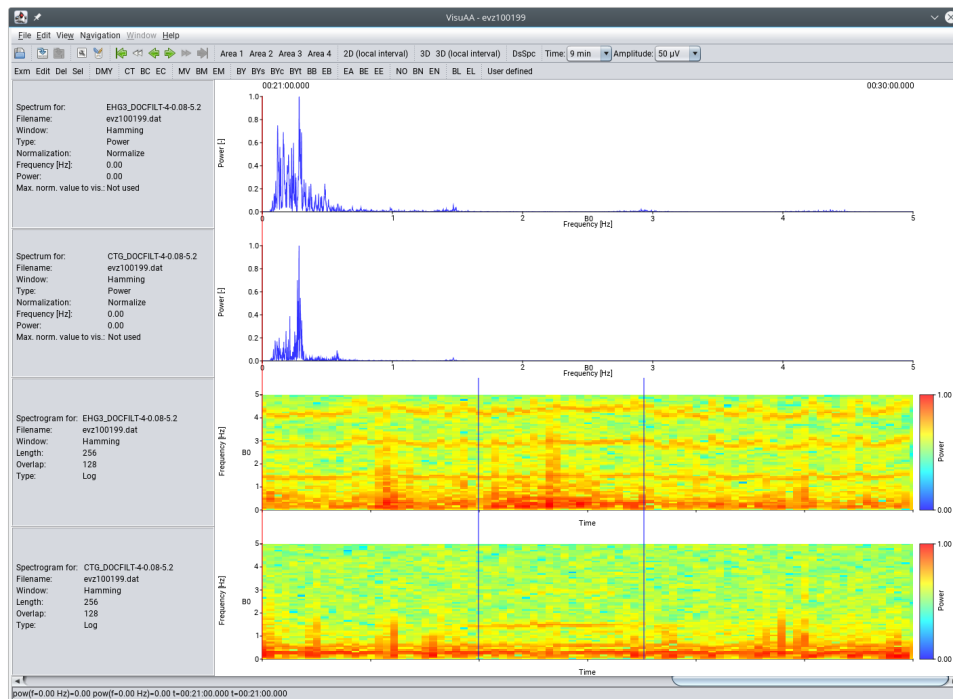 VisuAA - evz100199
File Edit View Navigation Window Help
Area 1 Area 2 Area 3 Area 4 2D (local interval) 3D 3D (local interval) DsSpc Time: 9 min Amplitude: 50 µV
Exm Edit Del Sel DMY CT BC EC MV BM EM BY BYs BYc BYt BB EB EA BE EE NO BN EN BL EL User defined
00:21:00.000 00:30:00.000
Spectrum for: EHG3_DOCFILT-4-0.08-5.2
Filename: evz100199.dat
Window: Hamming
Type: Power
Normalization: Normalize
Frequency [Hz]: 0.00
Power: 0.00
Max. norm. value to vis.: Not used
Power [-]
1.0
0.8
0.6
0.4
0.2
0.0
0 1 2 B0 3 4 5
Frequency [Hz]
Spectrum for: CTG_DOCFILT-4-0.08-5.2
Filename: evz100199.dat
Window: Hamming
Type: Power
Normalization: Normalize
Frequency [Hz]: 0.00
Power: 0.00
Max. norm. value to vis.: Not used
Power [-]
1.0
0.8
0.6
0.4
0.2
0.0
0 1 2 B0 3 4 5
Frequency [Hz]
Spectrogram for: EHG3_DOCFILT-4-0.08-5.2
Filename: evz100199.dat
Window: Hamming
Length: 256
Overlap: 128
Type: Log
Frequency [Hz]
B0
5
4
3
2
1
0
Time
1.00
Power
0.00
Spectrogram for: CTG_DOCFILT-4-0.08-5.2
Filename: evz100199.dat
Window: Hamming
Length: 256
Overlap: 128
Type: Log
Frequency [Hz]
B0
5
4
3
2
1
0
Time
1.00
Power
0.00
pow(f=0.00 Hz)=0.00 pow(f=0.00 Hz)=0.00 t=00:21:00.000 t=00:21:00.000